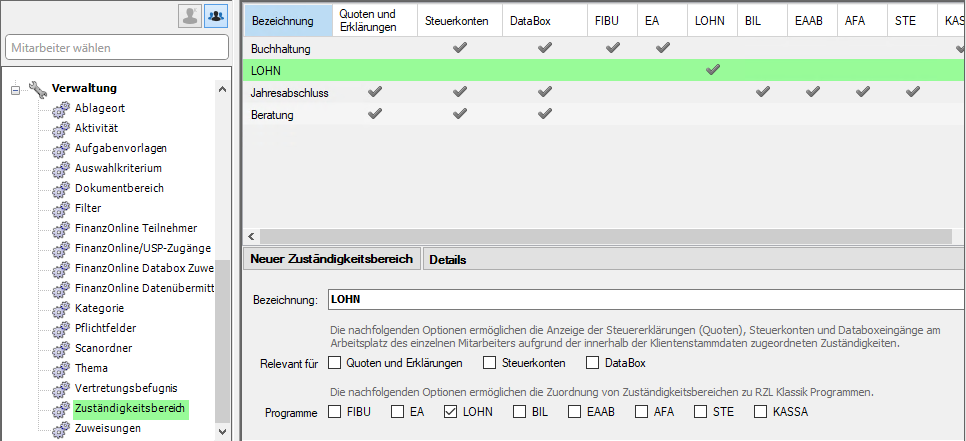 Mitarbeiter wählen
Verwaltung
Ablageort
Aktivität
Aufgabenvorlagen
Auswahlkriterium
Dokumentbereich
Filter
FinanzOnline Teilnehmer
FinanzOnline/USP-Zugänge
FinanzOnline Databox Zuwe
FinanzOnline Datenübermitt
Kategorie
Pflichtfelder
Scanordner
Thema
Vertretungsbefugnis
Zuständigkeitsbereich
Zuweisungen
Bezeichnung Quoten und Erklärungen Steuerkonten DataBox FIBU EA LOHN BIL EAAB AFA STE KASS
Buchhaltung
LOHN
Jahresabschluss
Beratung
Neuer Zuständigkeitsbereich Details
Bezeichnung: LOHN
Die nachfolgenden Optionen ermöglichen die Anzeige der Steuererklärungen (Quoten), Steuerkonten und Databoxeingänge am
Arbeitsplatz des einzelnen Mitarbeiters aufgrund der innerhalb der Klientenstammdaten zugeordneten Zuständigkeiten.
Relevant für Quoten und Erklärungen Steuerkonten DataBox
Die nachfolgenden Optionen ermöglichen die Zuordnung von Zuständigkeitsbereichen zu RZL Klassik Programmen.
Programme FIBU EA LOHN BIL EAAB AFA STE KASSA